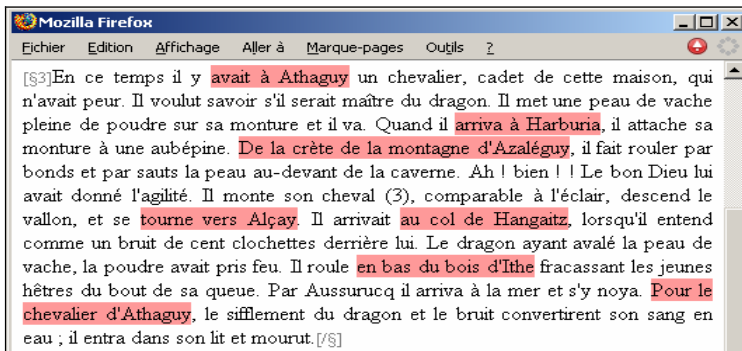 Mozilla Firefox
Fichier Edition Affichage Aller à Marque-pages Outils ?
[§3]En ce temps il y avait à Athaguy un chevalier, cadet de cette maison, qui
n'avait peur. Il voulut savoir s'il serait maître du dragon. Il met une peau de vache
pleine de poudre sur sa monture et il va. Quand il arriva à Harburia, il attache sa
monture à une aubépine. De la crète de la montagne d'Azaléguy, il fait rouler par
bonds et par sauts la peau au-devant de la caverne. Ah ! bien ! ! Le bon Dieu lui
avait donné l'agilité. Il monte son cheval (3), comparable à l'éclair, descend le
vallon, et se tourne vers Alçay. Il arrivait au col de Hangaitz, lorsqu'il entend
comme un bruit de cent clochettes derrière lui. Le dragon ayant avalé la peau de
vache, la poudre avait pris feu. Il roule en bas du bois d'Ithe fracassant les jeunes
hêtres du bout de sa queue. Par Aussurucq il arriva à la mer et s'y noya. Pour le
chevalier d'Athaguy, le sifflement du dragon et le bruit convertirent son sang en
eau ; il entra dans son lit et mourut.[/§]